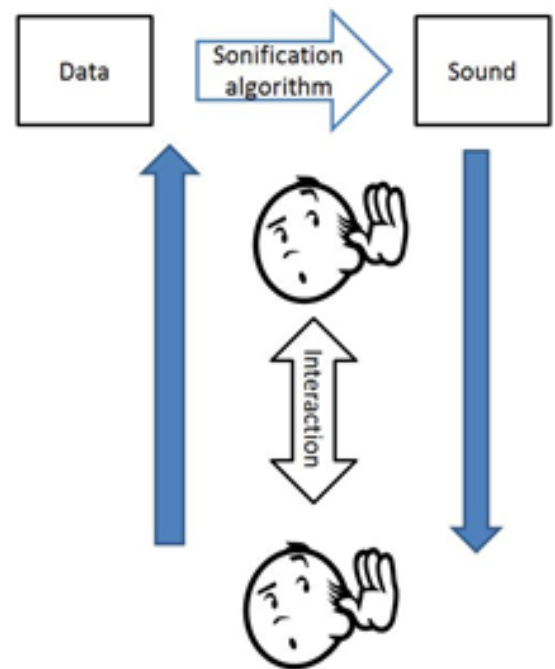 Data
Sonification
algorithm
Sound
Interaction